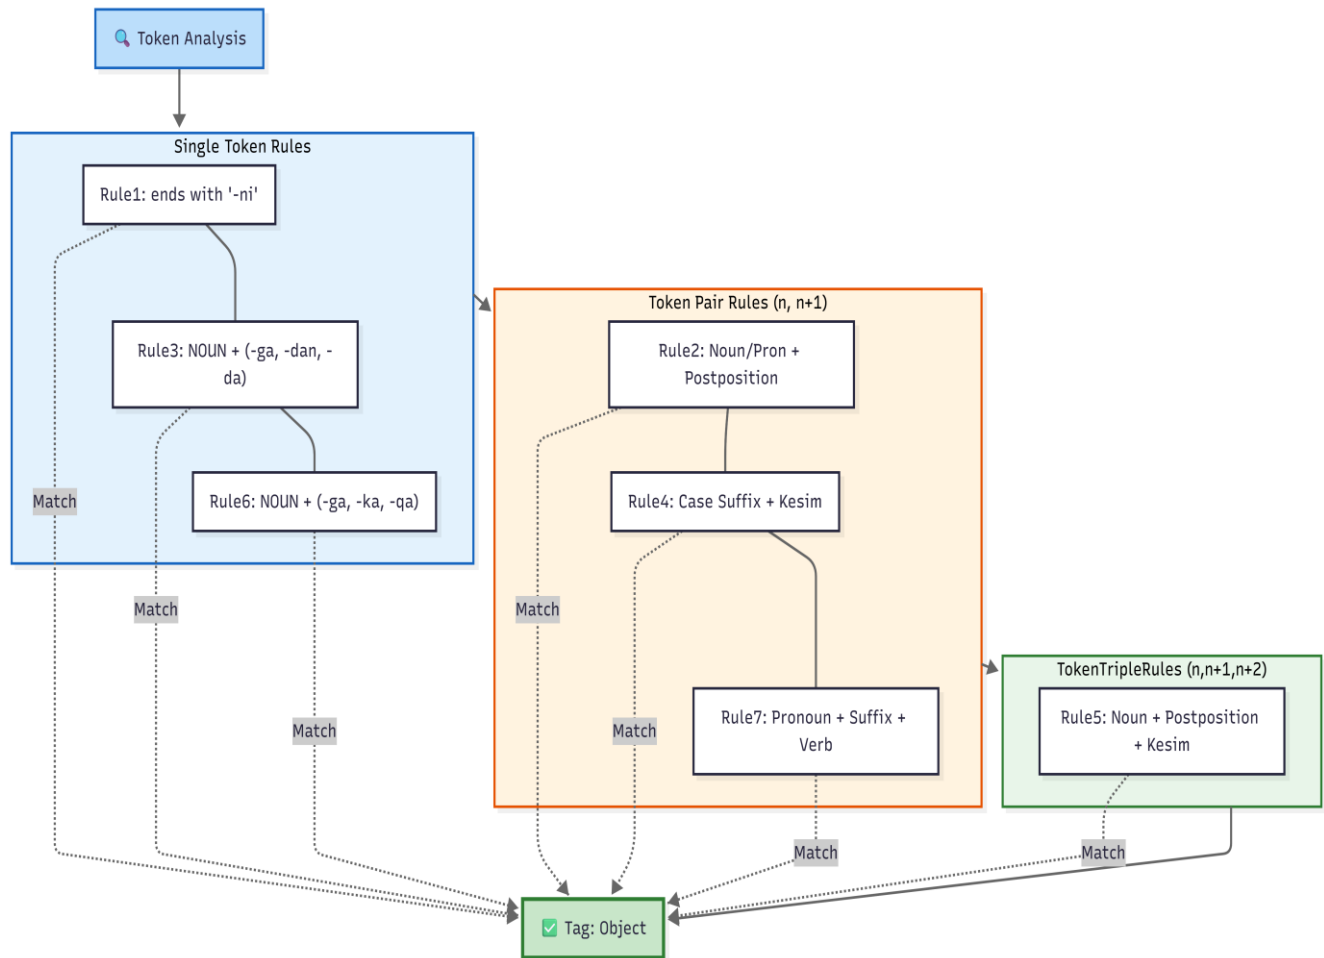 🔍 Token Analysis
Single Token Rules
Rule1: ends with '-ni'
Rule3: NOUN + (-ga, -dan, -
da)
Rule6: NOUN + (-ga, -ka, -qa)
Match
Match
Match
Token Pair Rules (n, n+1)
Rule2: Noun/Pron +
Postposition
Rule4: Case Suffix + Kesim
Rule7: Pronoun + Suffix +
Verb
Match
Match
Match
TokenTripleRules (n,n+1,n+2)
Rule5: Noun + Postposition
+ Kesim
Match
✅ Tag: Object